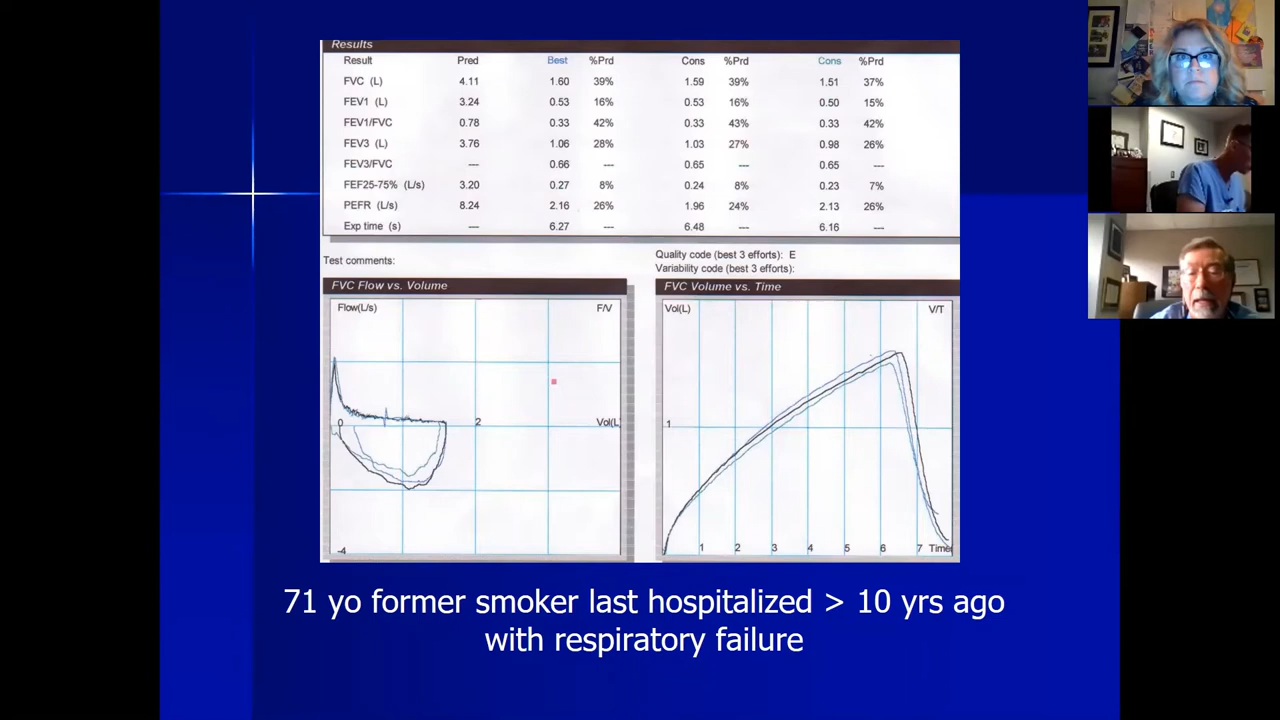 Results
Result Pred Best %Prd Cons %Prd Cons %Prd
FVC (L) 4.11 1.60 39% 1.59 39% 1.51 37%
FEV1 (L) 3.24 0.53 16% 0.53 16% 0.50 15%
FEV1/FVC 0.78 0.33 42% 0.33 43% 0.33 42%
FEV3 (L) 3.76 1.06 28% 1.03 27% 0.98 26%
FEV3/FVC --- 0.66 --- 0.65 --- 0.65 ---
FEF25-75% (L/s) 3.20 0.27 8% 0.24 8% 0.23 7%
PEFR (L/s) 8.24 2.16 26% 1.96 24% 2.13 26%
Exp time (s) --- 6.27 --- 6.48 --- 6.16 ---
Test comments:
Quality code (best 3 efforts): E
Variability code (best 3 efforts):
FVC Flow vs. Volume
Flow(L/s) F/V
0 2 Vol(L
-4
FVC Volume vs. Time
Vol(L) V/T
1
1 2 3 4 5 6 7 Time
71 yo former smoker last hospitalized > 10 yrs ago
with respiratory failure